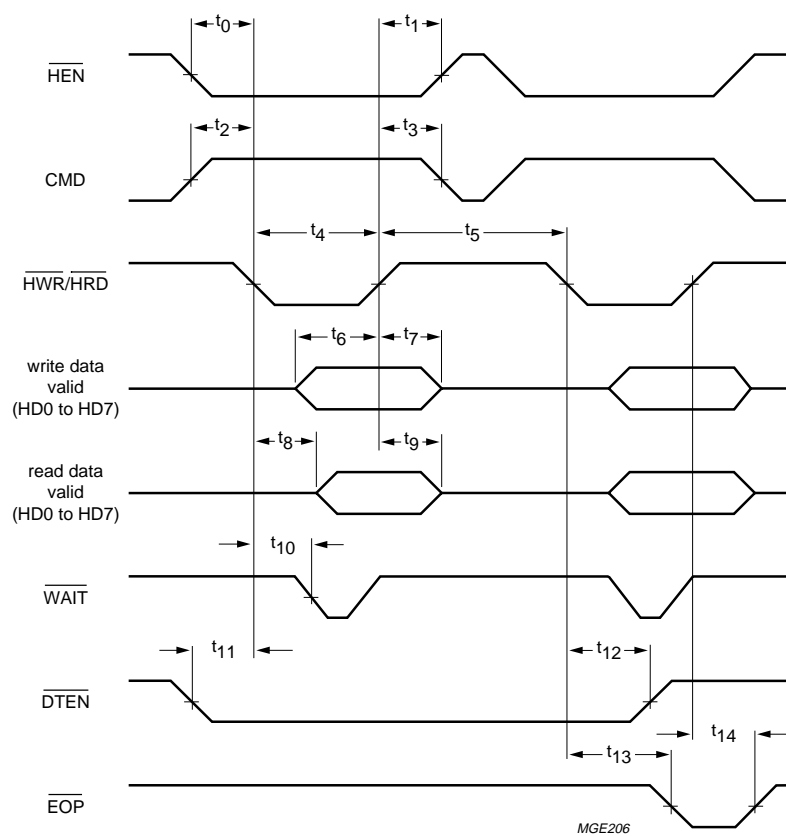 t0
t1
HEN
t2
t3
CMD
t4
t5
HWR/HRD
t6
t7
write data
valid
(HD0 to HD7)
t8
t9
read data
valid
(HD0 to HD7)
t10
WAIT
t11
t12
DTEN
t13
t14
EOP
MGE206